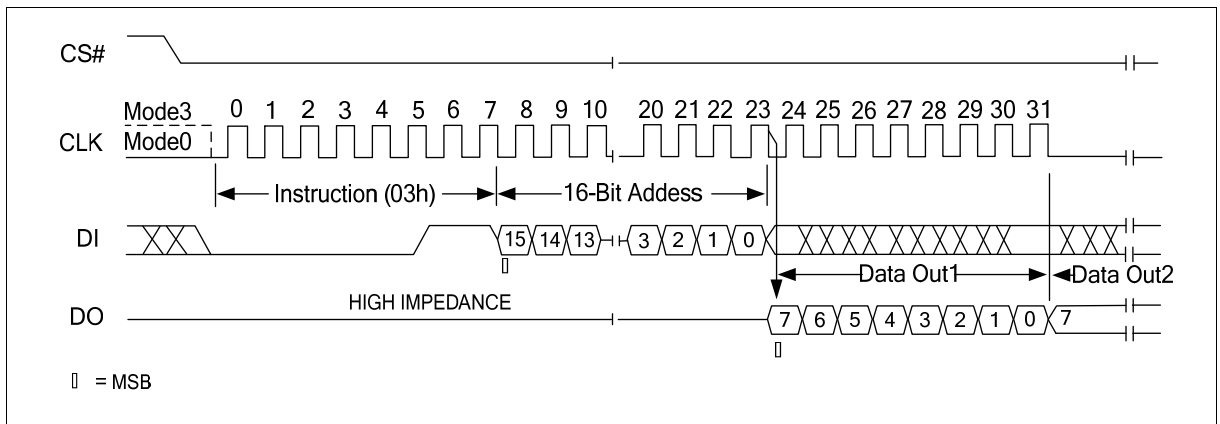 CS#
Mode3 0 1 2 3 4 5 6 7 8 9 10 20 21 22 23 24 25 26 27 28 29 30 31
CLK Mode0
Instruction (03h) 16-Bit Addess
DI 15 14 13 3 2 1 0
Data Out1 Data Out2
HIGH IMPEDANCE
DO 7 6 5 4 3 2 1 0 7
= MSB